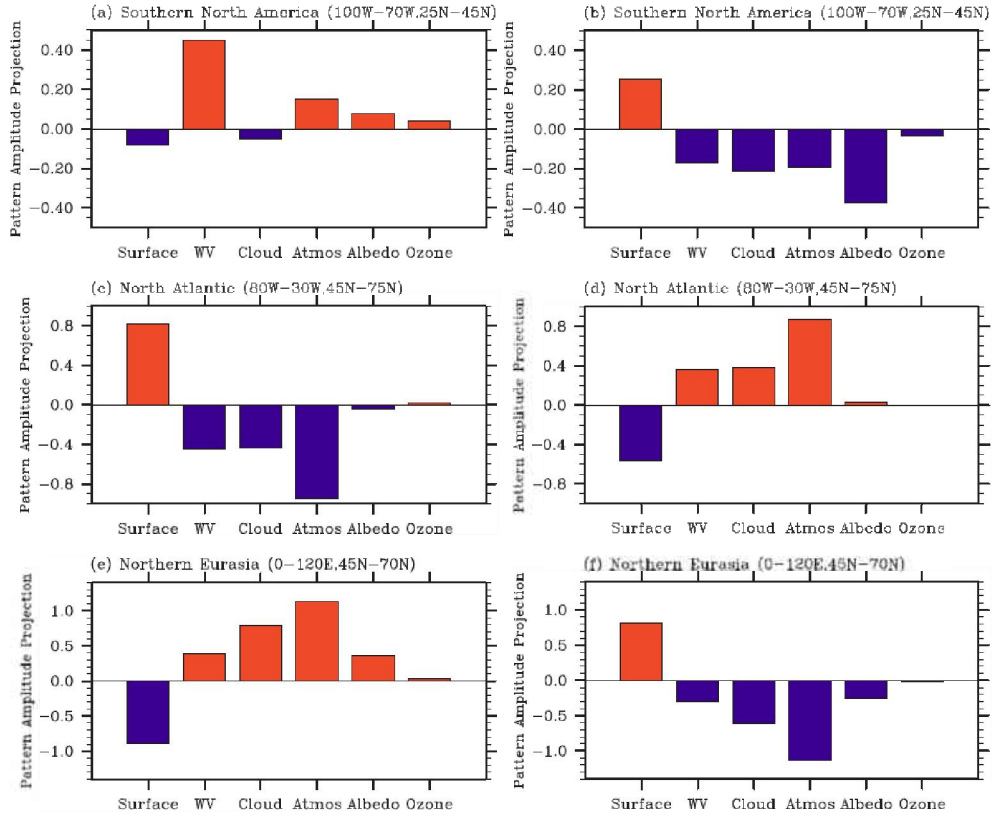 (a) Southern North America (100W-70W,25N-45N)
Pattern Amplitude Projection
0.40
0.20
0.00
-0.20
-0.40
Surface WV Cloud Atmos Albedo Ozone
(b) Southern North America (100W-70W,25N-45N)
Pattern Amplitude Projection
0.40
0.20
0.00
-0.20
-0.40
Surface WV Cloud Atmos Albedo Ozone
(c) North Atlantic (80W-30W,45N-75N)
Pattern Amplitude Projection
0.8
0.4
0.0
-0.4
-0.8
Surface WV Cloud Atmos Albedo Ozone
(d) North Atlantic (80W-30W,45N-75N)
Pattern Amplitude Projection
0.8
0.4
0.0
-0.4
-0.8
Surface WV Cloud Atmos Albedo Ozone
(e) Northern Eurasia (0-120E,45N-70N)
Pattern Amplitude Projection
1.0
0.5
0.0
-0.5
-1.0
Surface WV Cloud Atmos Albedo Ozone
(f) Northern Eurasia (0-120E,45N-70N)
Pattern Amplitude Projection
1.0
0.5
0.0
-0.5
-1.0
Surface WV Cloud Atmos Albedo Ozone